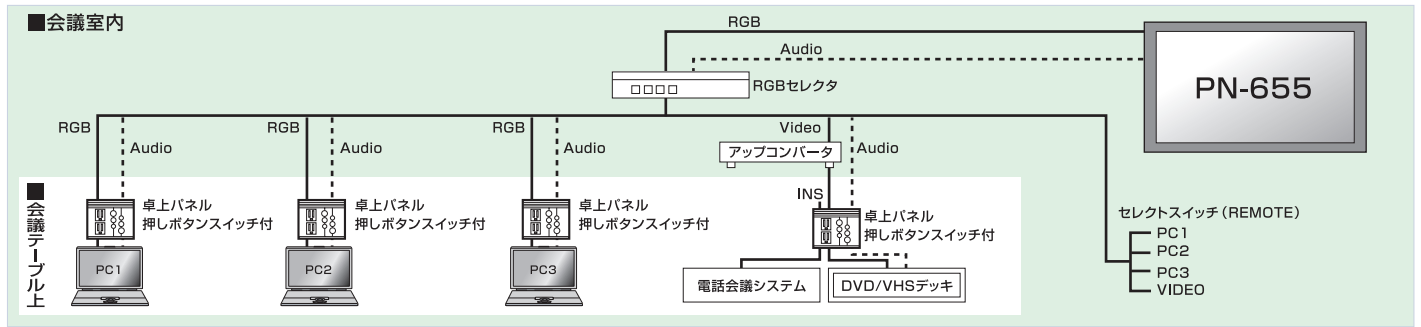 ■会議室内
RGB
Audio
PN-655
RGBセレクタ
RGB
Audio
RGB
Audio
RGB
Audio
Video
アップコンバータ
Audio
■会議テーブル上
卓上パネル
押しボタンスイッチ付
PC1
卓上パネル
押しボタンスイッチ付
PC2
卓上パネル
押しボタンスイッチ付
PC3
INS
卓上パネル
押しボタンスイッチ付
電話会議システム
DVD/VHSデッキ
セレクトスイッチ(REMOTE)
PC1
PC2
PC3
VIDEO